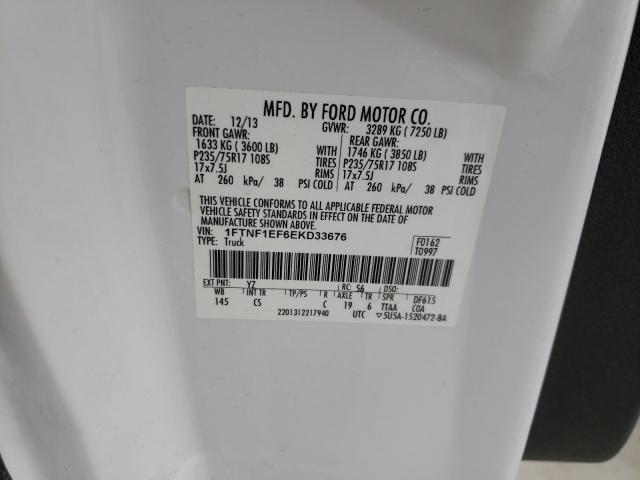 MFD. BY FORD MOTOR CO.
DATE: 12/13 GVWR: 3289 KG ( 7250 LB)
FRONT GAWR: REAR GAWR:
1633 KG ( 3600 LB) WITH 1746 KG ( 3850 LB) WITH
P235/75R17 108S TIRES P235/75R17 108S TIRES
17x7.5J RIMS 17x7.5J RIMS
AT 260 kPa/ 38 PSI COLD AT 260 kPa/ 38 PSI COLD
THIS VEHICLE CONFORMS TO ALL APPLICABLE FEDERAL MOTOR
VEHICLE SAFETY STANDARDS IN EFFECT ON THE DATE OF
MANUFACTURE SHOWN ABOVE.
VIN: 1FTNF1EF6EKD33676 F0162
TYPE: Truck T0997
EXT PNT: YZ RC: 56 DSO:
WB INT TR TP/PS R AXLE TR SPR DF615
145 CS C 19 6 TTAA COA
2201312217940 UTC ▽5U5A-1520472-BA